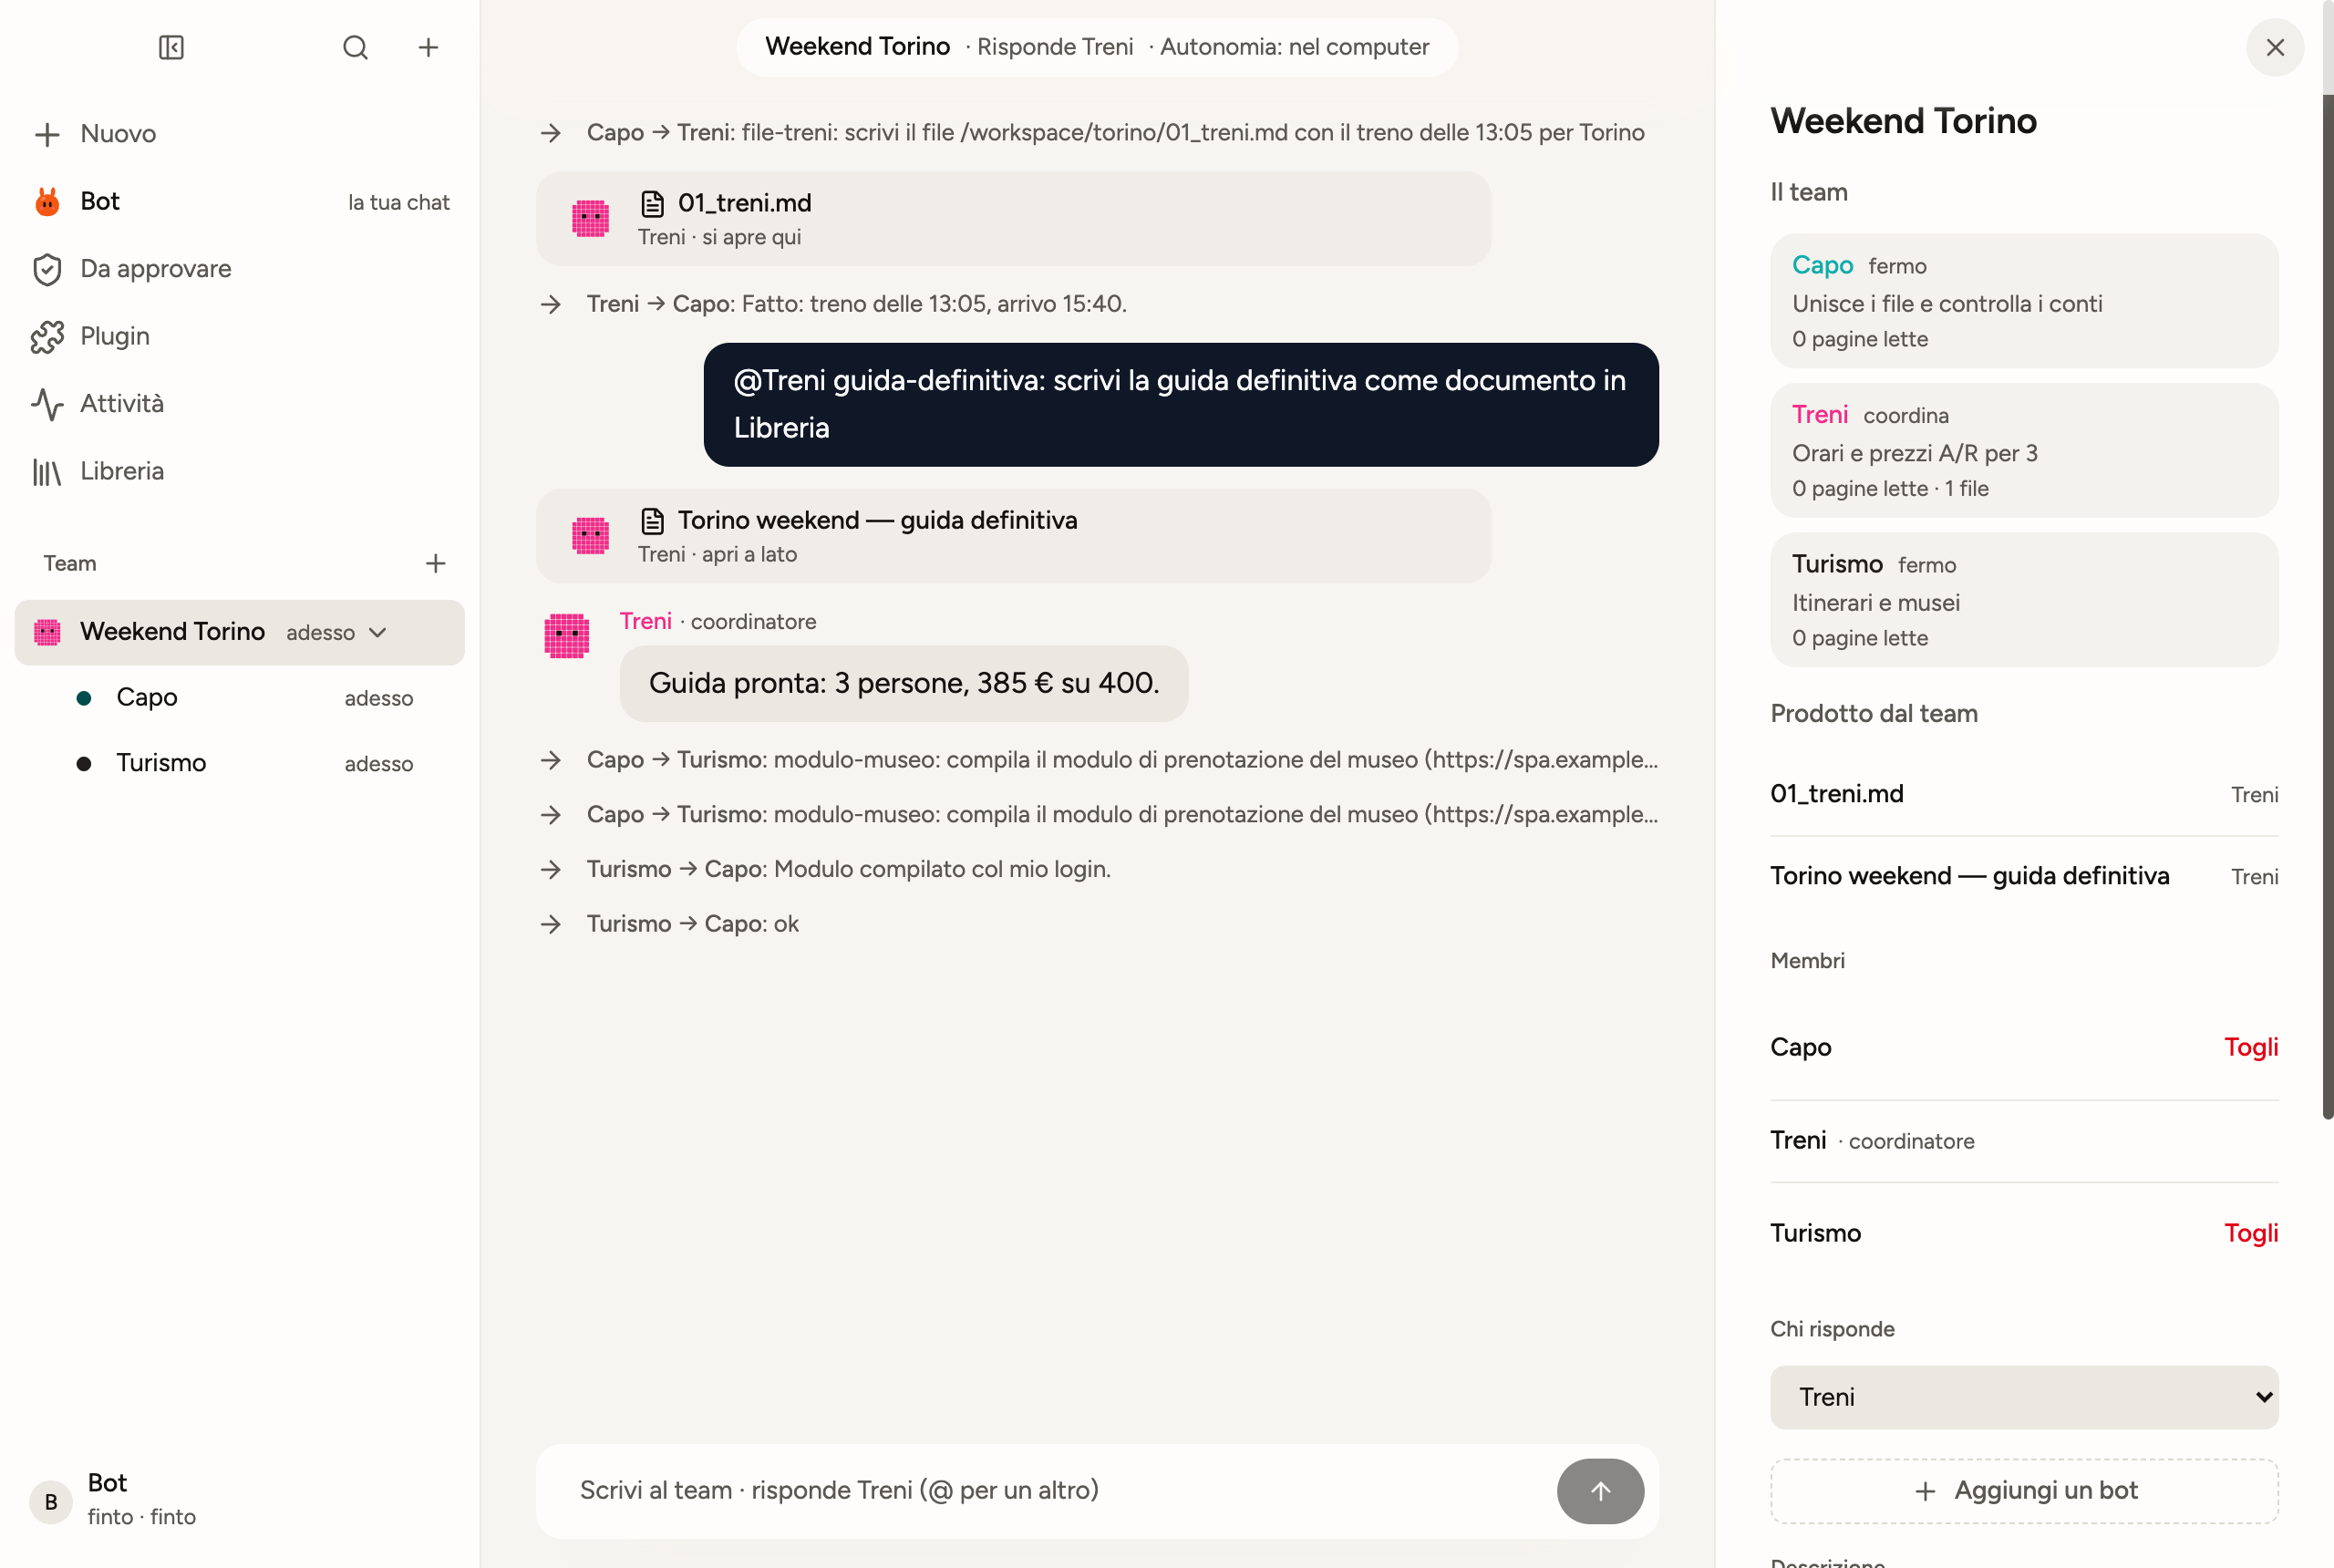 Nuovo
Bot la tua chat
Da approvare
Plugin
Attività
Libreria
Team
Weekend Torino adesso
Capo adesso
Turismo adesso
B
Bot
finto · finto
Weekend Torino · Risponde Treni · Autonomia: nel computer
Capo → Treni: file-treni: scrivi il file /workspace/torino/01_treni.md con il treno delle 13:05 per Torino
01_treni.md
Treni · si apre qui
Treni → Capo: Fatto: treno delle 13:05, arrivo 15:40.
@Treni guida-definitiva: scrivi la guida definitiva come documento in
Libreria
Torino weekend — guida definitiva
Treni · apri a lato
Treni · coordinatore
Guida pronta: 3 persone, 385 € su 400.
Capo → Turismo: modulo-museo: compila il modulo di prenotazione del museo (https://spa.example...
Capo → Turismo: modulo-museo: compila il modulo di prenotazione del museo (https://spa.example...
Turismo → Capo: Modulo compilato col mio login.
Turismo → Capo: ok
Scrivi al team · risponde Treni (@ per un altro)
Weekend Torino
Il team
Capo fermo
Unisce i file e controlla i conti
0 pagine lette
Treni coordina
Orari e prezzi A/R per 3
0 pagine lette · 1 file
Turismo fermo
Itinerari e musei
0 pagine lette
Prodotto dal team
01_treni.md Treni
Torino weekend — guida definitiva Treni
Membri
Capo Togli
Treni · coordinatore
Turismo Togli
Chi risponde
Treni
Aggiungi un bot
Descrizione